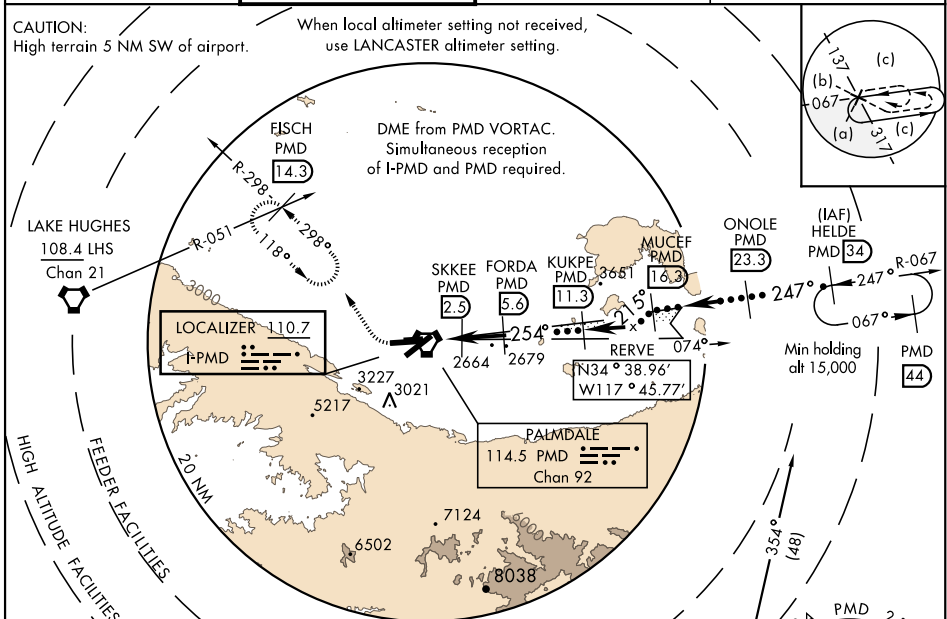 CAUTION:
High terrain 5 NM SW of airport.
When local altimeter setting not received,
use LANCASTER altimeter setting.
137
(c)
(b)
067
(a)
(c)
317
FISCH
PMD
14.3
DME from PMD VORTAC.
Simultaneous reception
of I-PMD and PMD required.
R-298
R-051
298°
118°
LAKE HUGHES
108.4 LHS
Chan 21
3000
SKKEE
PMD
2.5
FORDA
PMD
5.6
KUKPE
PMD
11.3
3651
MUCEF
PMD
16.3
ONOLE
PMD
23.3
(IAF)
HELDE
PMD 34
R-067
247°
247°
067°
215°
254°
x
074°
LOCALIZER 110.7
I-PMD
2664
2679
RERVE
N34° 38.96'
W117° 45.77'
Min holding
alt 15,000
PMD
44
3227
3021
5217
PALMDALE
114.5 PMD
Chan 92
HIGH ALTITUDE FACILITIES
FEEDER FACILITIES
20 NM
7124
6502
6000
8038
354°
(48)
PMD
2